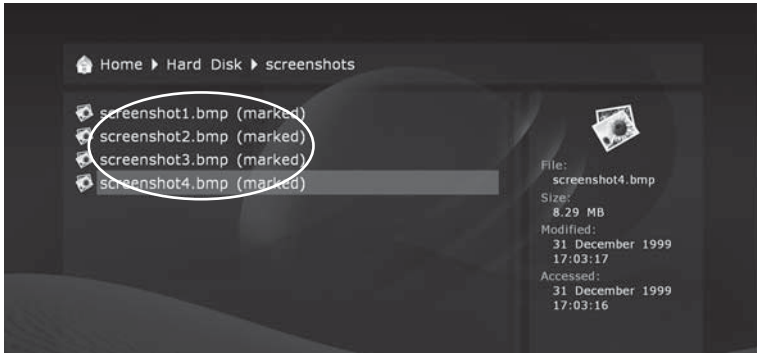 Home ▶ Hard Disk ▶ screenshots
screenshot1.bmp (marked)
screenshot2.bmp (marked)
screenshot3.bmp (marked)
screenshot4.bmp (marked)
File:
screenshot4.bmp
Size:
8.29 MB
Modified:
31 December 1999
17:03:17
Accessed:
31 December 1999
17:03:16